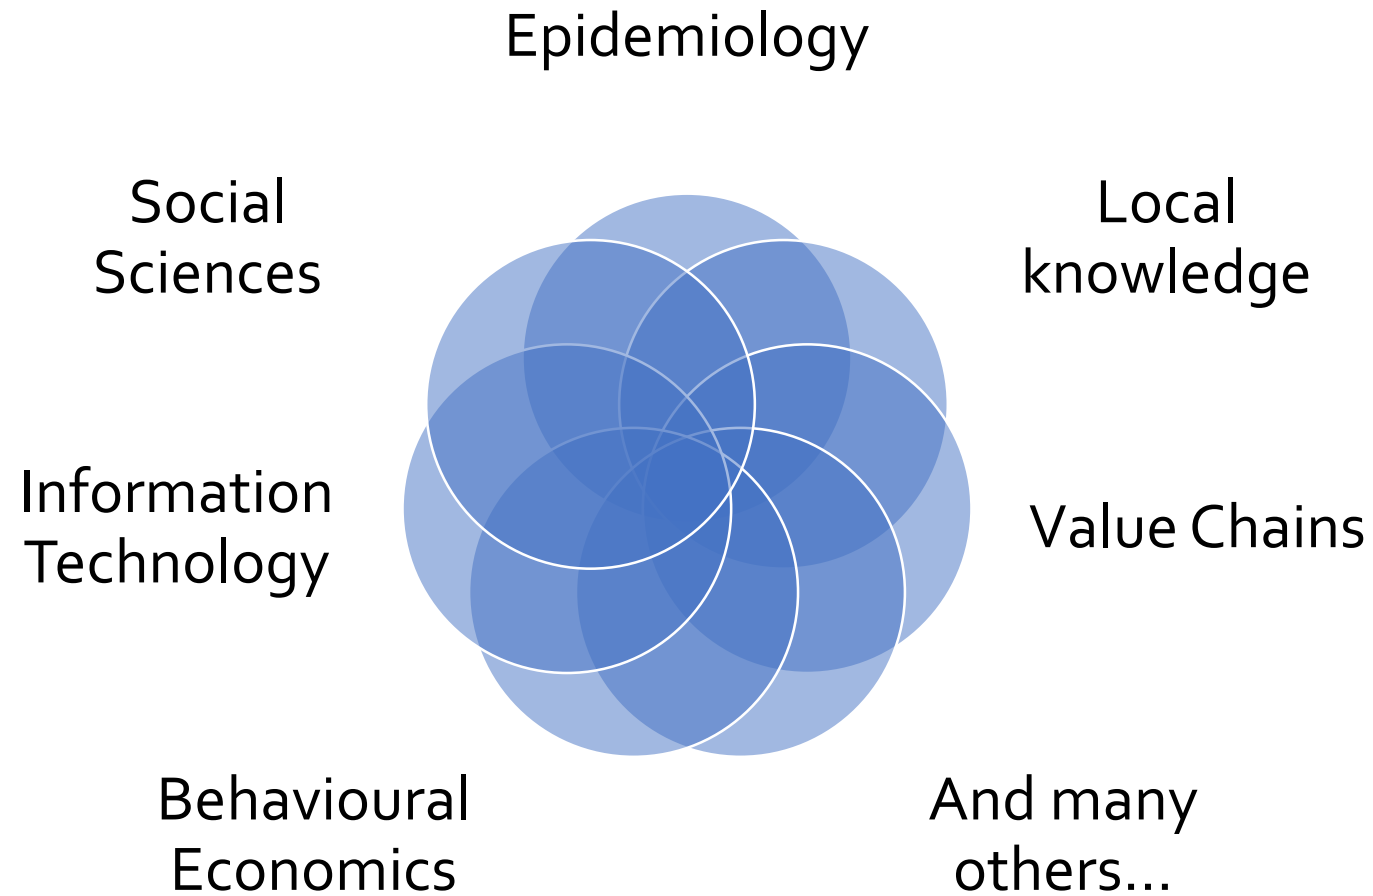 Epidemiology
Social
Sciences
Local
knowledge
Information
Technology
Value Chains
Behavioural
Economics
And many
others...